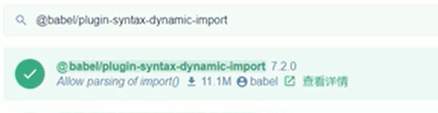 @babel/plugin-syntax-dynamic-import
@babel/plugin-syntax-dynamic-import 7.2.0
Allow parsing of import() 11.1M babel 查看详情